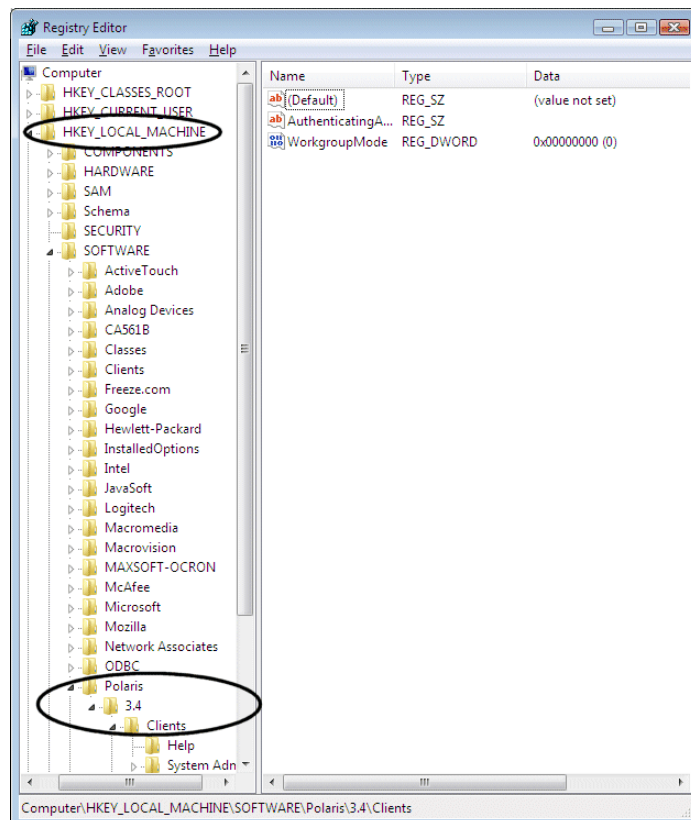 Registry Editor
File Edit View Favorites Help
Computer
HKEY_CLASSES_ROOT
HKEY_CURRENT_USER
HKEY_LOCAL_MACHINE
COMPONENTS
HARDWARE
SAM
Schema
SECURITY
SOFTWARE
ActiveTouch
Adobe
Analog Devices
CA561B
Classes
Clients
Freeze.com
Google
Hewlett-Packard
InstalledOptions
Intel
JavaSoft
Logitech
Macromedia
Macrovision
MAXSOFT-OCRON
McAfee
Microsoft
Mozilla
Network Associates
ODBC
Polaris
3.4
Clients
Help
System Adn
Name Type Data
(Default) REG_SZ (value not set)
AuthenticatingA... REG_SZ
WorkgroupMode REG_DWORD 0x00000000 (0)
Computer\HKEY_LOCAL_MACHINE\SOFTWARE\Polaris\3.4\Clients